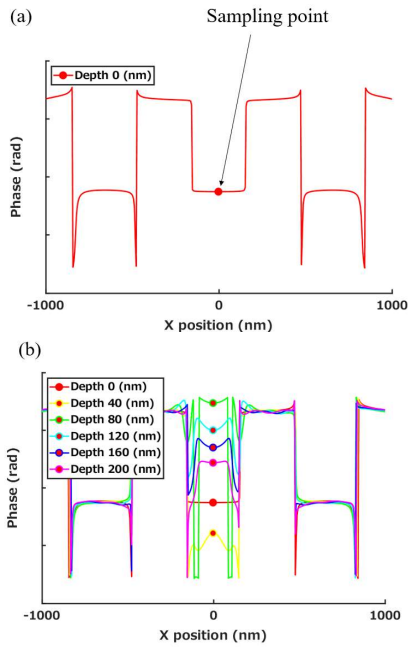 (a)
Sampling point
Depth 0 (nm)
Phase (rad)
-1000
0
1000
X position (nm)
(b)
Depth 0 (nm)
Depth 40 (nm)
Depth 80 (nm)
Depth 120 (nm)
Depth 160 (nm)
Depth 200 (nm)
Phase (rad)
-1000
0
1000
X position (nm)